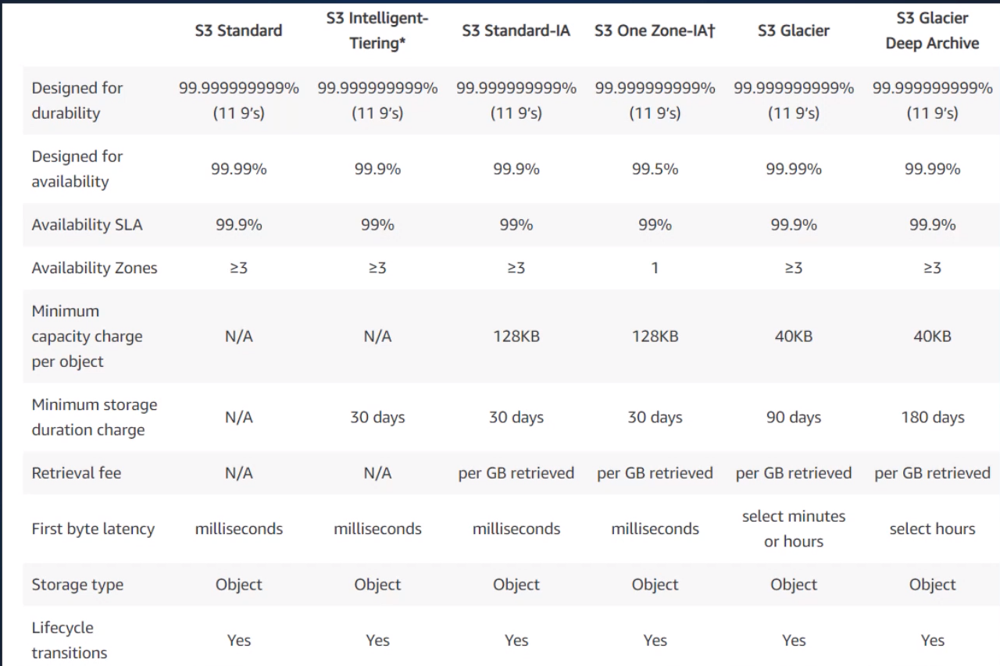 S3 Standard S3 Intelligent-Tiering* S3 Standard-IA S3 One Zone-IA† S3 Glacier S3 Glacier Deep Archive
Designed for durability 99.999999999% (11 9’s) 99.999999999% (11 9’s) 99.999999999% (11 9’s) 99.999999999% (11 9’s) 99.999999999% (11 9’s) 99.999999999% (11 9’s)
Designed for availability 99.99% 99.9% 99.9% 99.5% 99.99% 99.99%
Availability SLA 99.9% 99% 99% 99% 99.9% 99.9%
Availability Zones ≥3 ≥3 ≥3 1 ≥3 ≥3
Minimum capacity charge per object N/A N/A 128KB 128KB 40KB 40KB
Minimum storage duration charge N/A 30 days 30 days 30 days 90 days 180 days
Retrieval fee N/A N/A per GB retrieved per GB retrieved per GB retrieved per GB retrieved
First byte latency milliseconds milliseconds milliseconds milliseconds select minutes or hours select hours
Storage type Object Object Object Object Object Object
Lifecycle transitions Yes Yes Yes Yes Yes Yes